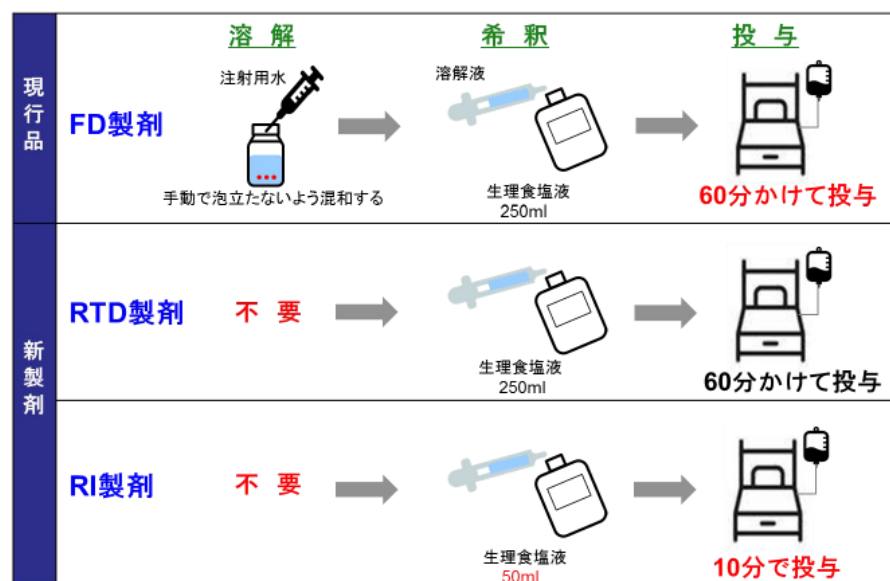 溶 解
希 釈
投 与
現行品
FD製剤
注射用水
手動で泡立たないよう混和する
溶解液
生理食塩液
250ml
60分かけて投与
新製剤
RTD製剤
不 要
生理食塩液
250ml
60分かけて投与
RI製剤
不 要
生理食塩液
50ml
10分で投与